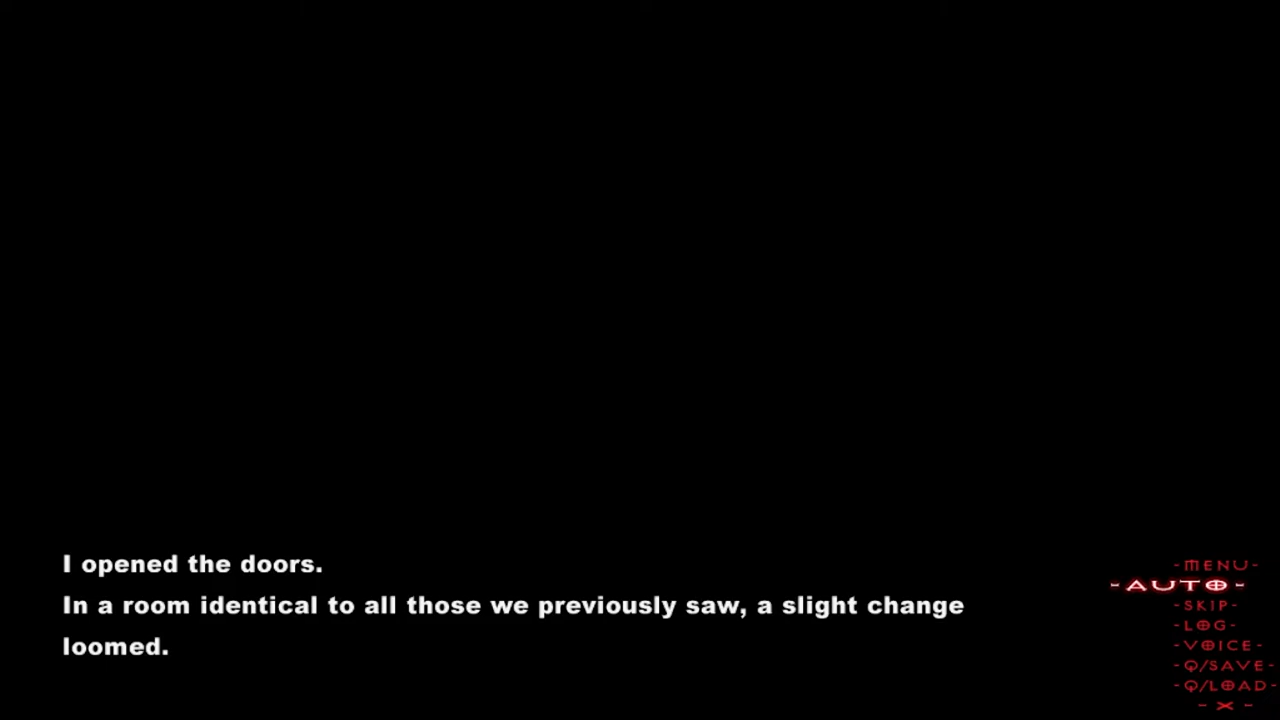 I opened the doors.
In a room identical to all those we previously saw, a slight change
loomed.
-MENU-
-AUTO-
-SKIP-
-LOG-
-VOICE-
-Q/SAVE-
-Q/LOAD-
-X-